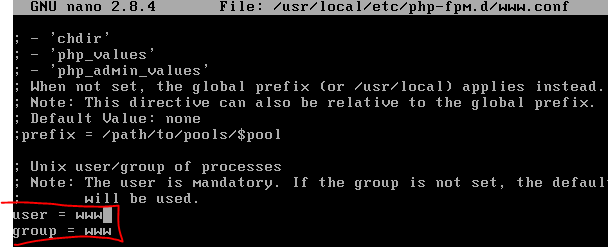 GNU nano 2.8.4 File: /usr/local/etc/php-fpm.d/www.conf
; - 'chdir'
; - 'php_values'
; - 'php_admin_values'
; When not set, the global prefix (or /usr/local) applies instead.
; Note: This directive can also be relative to the global prefix.
; Default Value: none
;prefix = /path/to/pools/$pool
; Unix user/group of processes
; Note: The user is mandatory. If the group is not set, the default
; will be used.
user = www
group = www